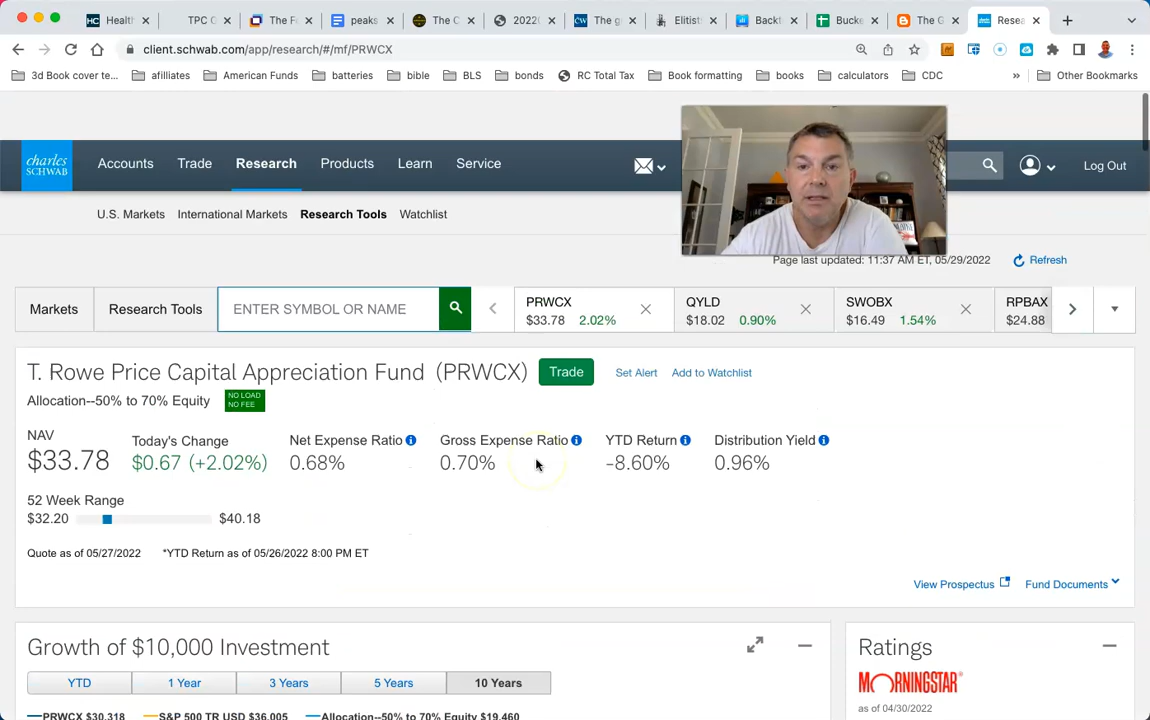 Health
TPC C
The F
peaks
The C
20220
The g
Elitist
Backt
Bucke
The G
Resea
client.schwab.com/app/research/#/mf/PRWCX
3d Book cover te...
afilliates
American Funds
batteries
bible
BLS
bonds
RC Total Tax
Book formatting
books
calculators
CDC
»
Other Bookmarks
charles
SCHWAB
Accounts
Trade
Research
Products
Learn
Service
Log Out
U.S. Markets
International Markets
Research Tools
Watchlist
Page last updated: 11:37 AM ET, 05/29/2022
Refresh
Markets
Research Tools
ENTER SYMBOL OR NAME
PRWCX
$33.78 2.02%
QYLD
$18.02 0.90%
SWOBX
$16.49 1.54%
RPBAX
$24.88
T. Rowe Price Capital Appreciation Fund (PRWCX)
Trade
Set Alert
Add to Watchlist
Allocation--50% to 70% Equity
NO LOAD
NO FEE
NAV
$33.78
Today's Change
$0.67 (+2.02%)
Net Expense Ratio
0.68%
Gross Expense Ratio
0.70%
YTD Return
-8.60%
Distribution Yield
0.96%
52 Week Range
$32.20
$40.18
Quote as of 05/27/2022 *YTD Return as of 05/26/2022 8:00 PM ET
View Prospectus
Fund Documents
Growth of $10,000 Investment
YTD
1 Year
3 Years
5 Years
10 Years
PRWCX $30,318
S&P 500 TR USD $36,005
Allocation--50% to 70% Equity $19,460
Ratings
MORNINGSTAR
as of 04/30/2022